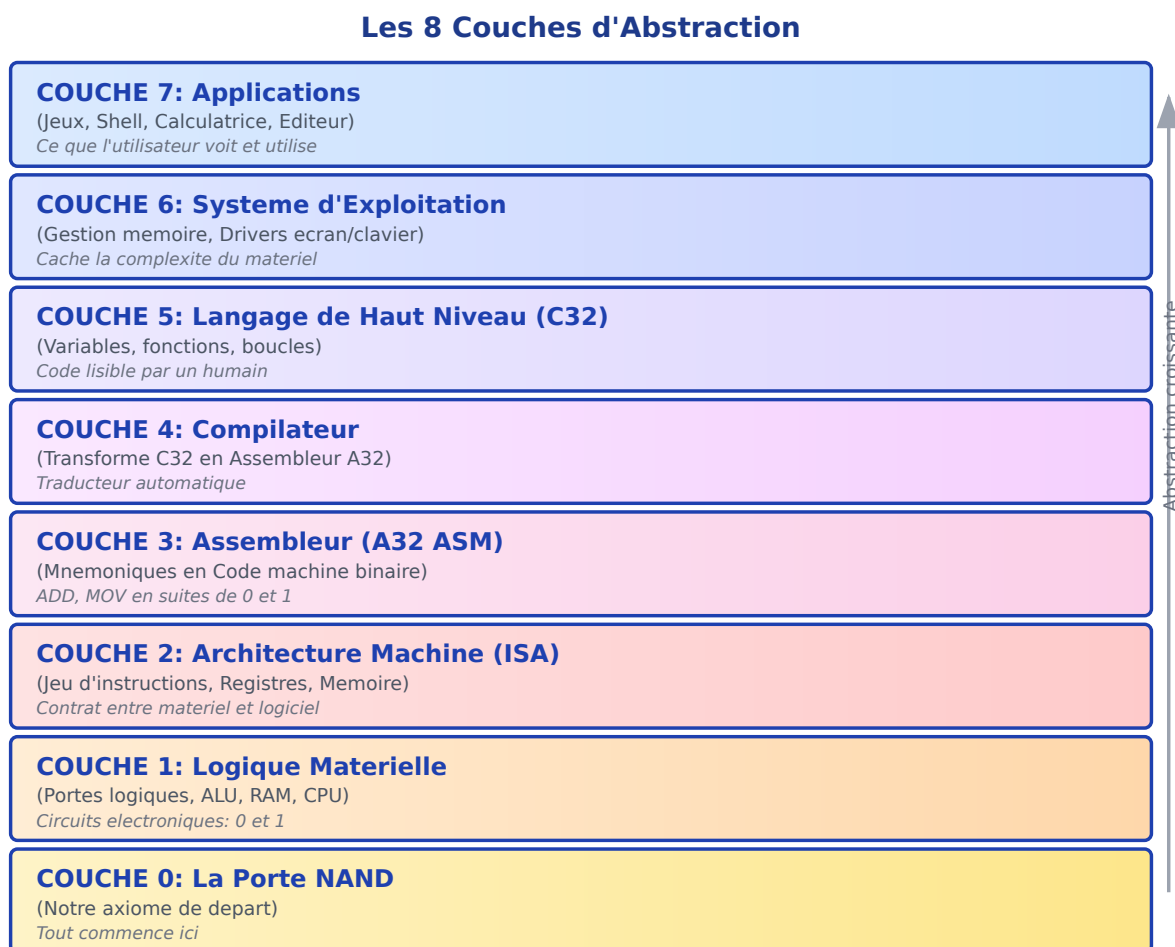 Les 8 Couches d'Abstraction
COUCHE 7: Applications
(Jeux, Shell, Calculatrice, Editeur)
Ce que l'utilisateur voit et utilise
COUCHE 6: Systeme d'Exploitation
(Gestion memoire, Drivers ecran/clavier)
Cache la complexite du materiel
COUCHE 5: Langage de Haut Niveau (C32)
(Variables, fonctions, boucles)
Code lisible par un humain
COUCHE 4: Compilateur
(Transforme C32 en Assembleur A32)
Traducteur automatique
COUCHE 3: Assembleur (A32 ASM)
(Mnemoniques en Code machine binaire)
ADD, MOV en suites de 0 et 1
COUCHE 2: Architecture Machine (ISA)
(Jeu d'instructions, Registres, Memoire)
Contrat entre materiel et logiciel
COUCHE 1: Logique Materielle
(Portes logiques, ALU, RAM, CPU)
Circuits electroniques: 0 et 1
COUCHE 0: La Porte NAND
(Notre axiome de depart)
Tout commence ici
Abstraction croissante